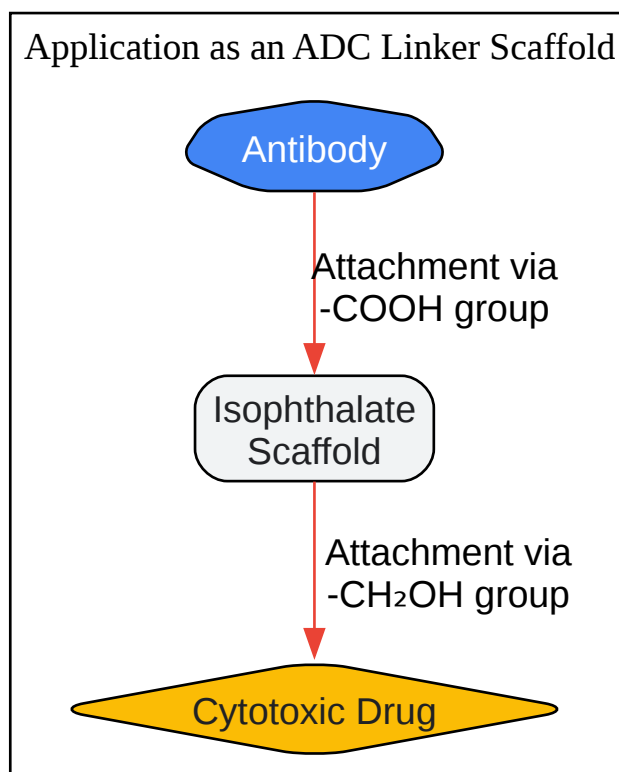 Application as an ADC Linker Scaffold
Antibody
Attachment via
-COOH group
Isophthalate
Scaffold
Attachment via
-CH₂OH group
Cytotoxic Drug